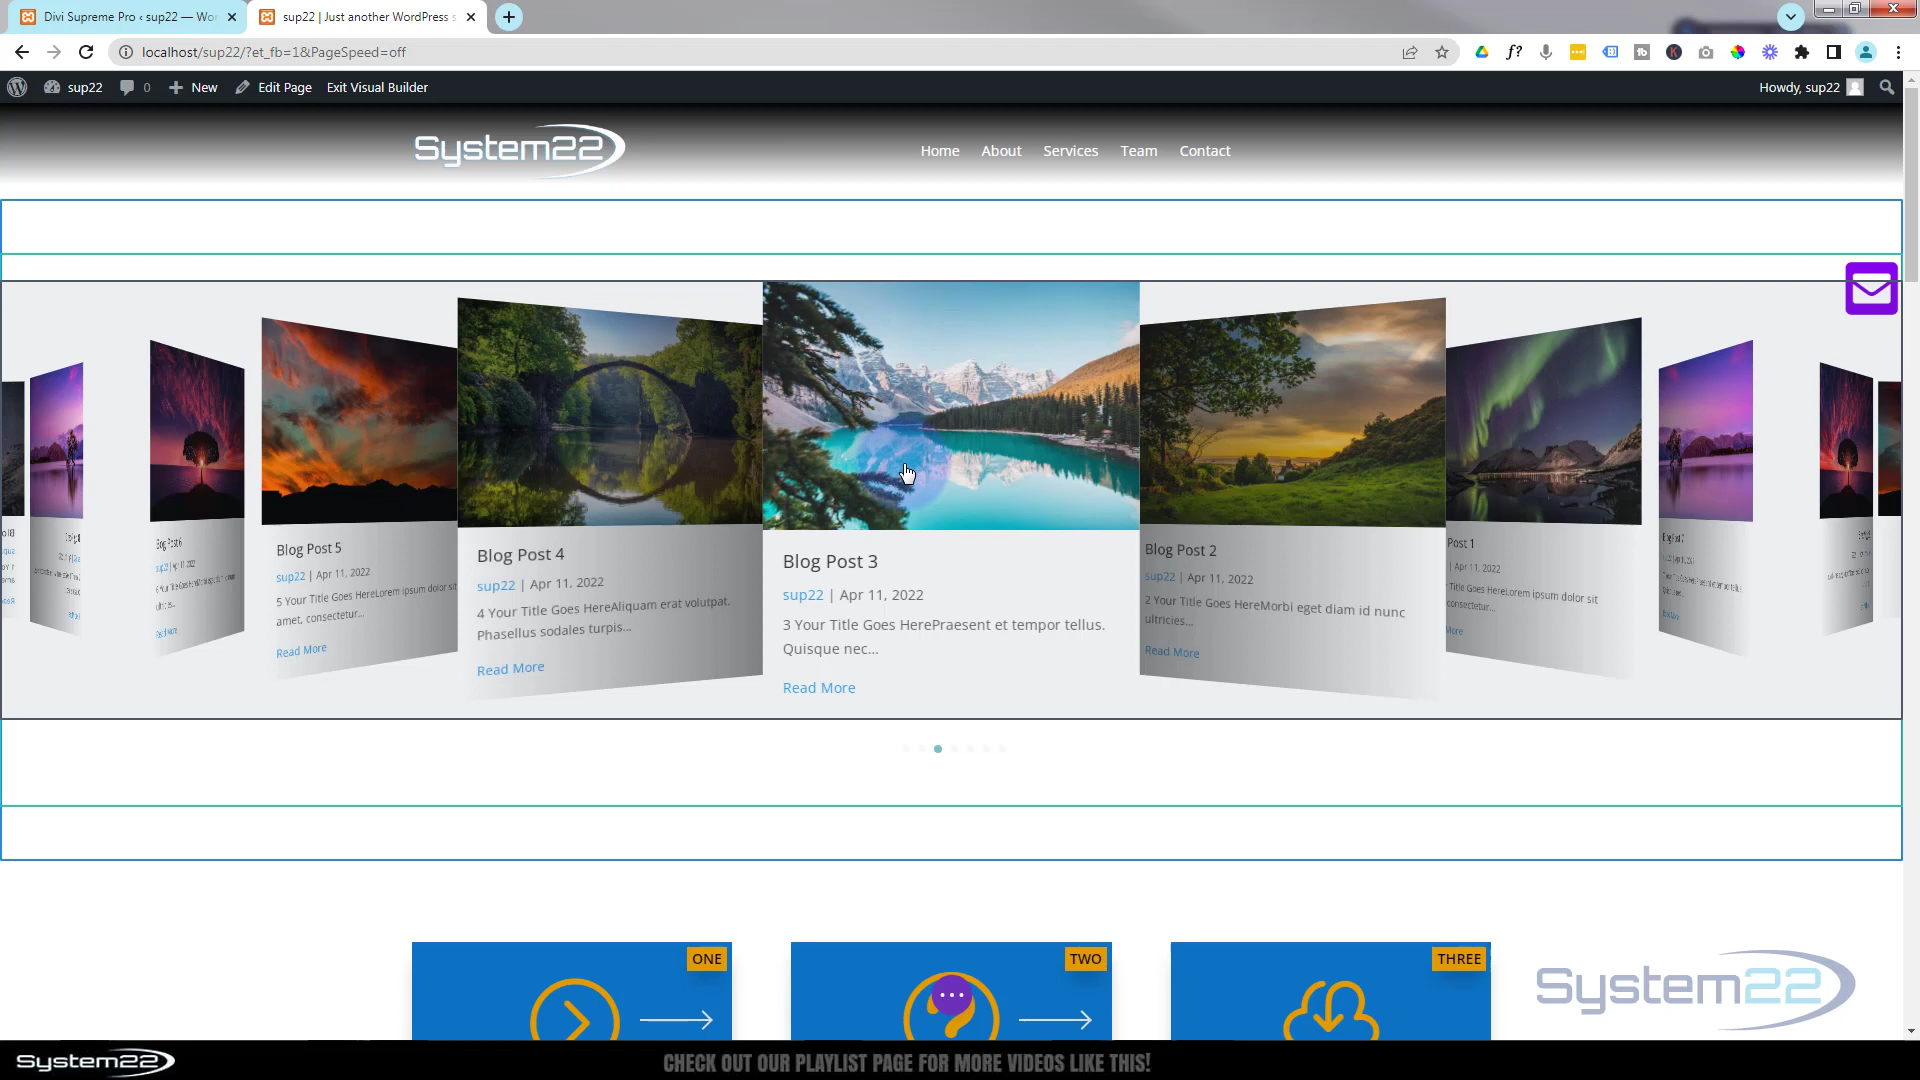 Divi Supreme Pro ‹ sup22 — Wo
sup22 | Just another WordPress s
localhost/sup22/?et_fb=1&PageSpeed=off
sup22 0 New Edit Page Exit Visual Builder Howdy, sup22
System22
Home About Services Team Contact
Blog Post 6
Blog Post 5
sup22 | Apr 11, 2022
5 Your Title Goes HereLorem ipsum dolor sit
amet, consectetur...
Read More
Blog Post 4
sup22 | Apr 11, 2022
4 Your Title Goes HereAliquam erat volutpat.
Phasellus sodales turpis...
Read More
Blog Post 3
sup22 | Apr 11, 2022
3 Your Title Goes HerePraesent et tempor tellus.
Quisque nec...
Read More
Blog Post 2
sup22 | Apr 11, 2022
2 Your Title Goes HereMorbi eget diam id nunc
ultricies...
Read More
Post 1
| Apr 11, 2022
Your Title Goes HereLorem ipsum dolor sit
consectetur...
More
ONE
TWO
THREE
System22
System22
CHECK OUT OUR PLAYLIST PAGE FOR MORE VIDEOS LIKE THIS!